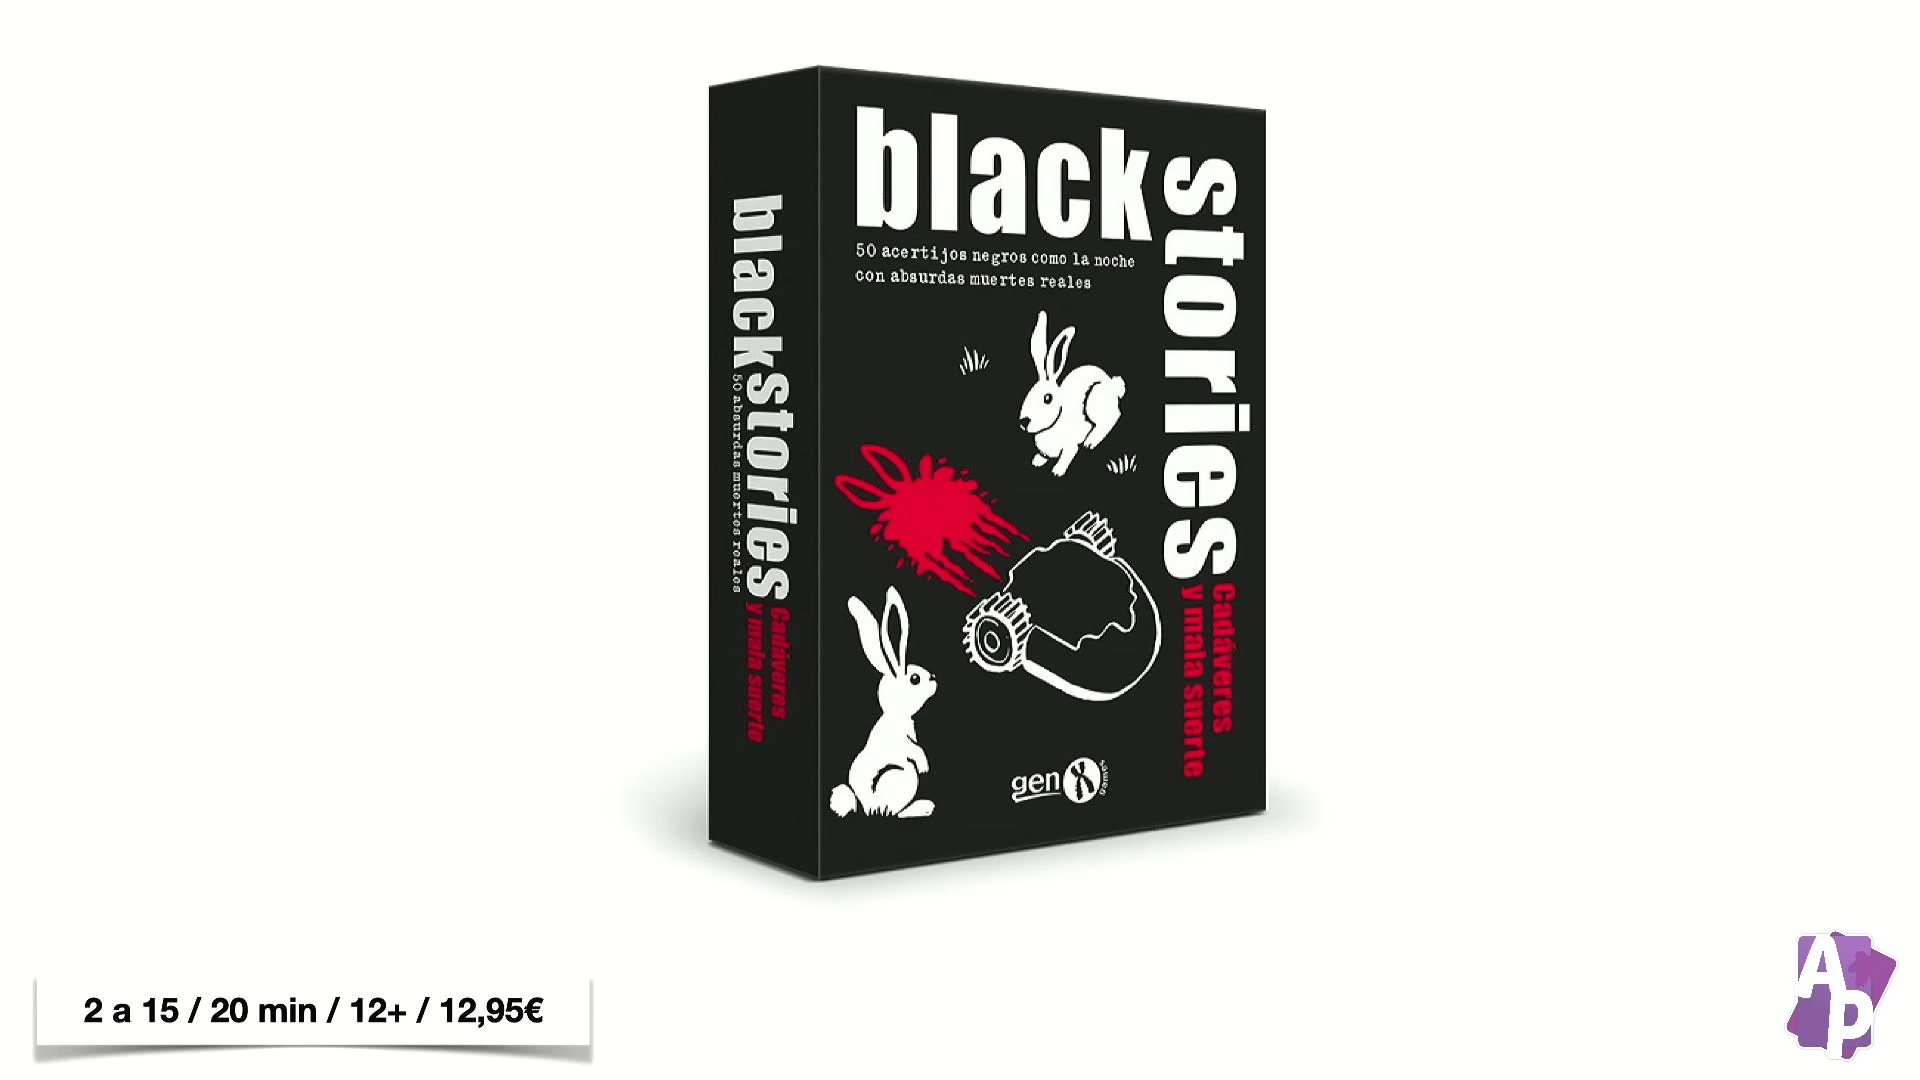 black
stories
50 acertijos negros como la noche
con absurdas muertes reales
Cadáveres
y mala suerte
gen X games
black stories
50 absurdas muertes reales
Cadáveres
y mala suerte
2 a 15 / 20 min / 12+ / 12,95€
AP